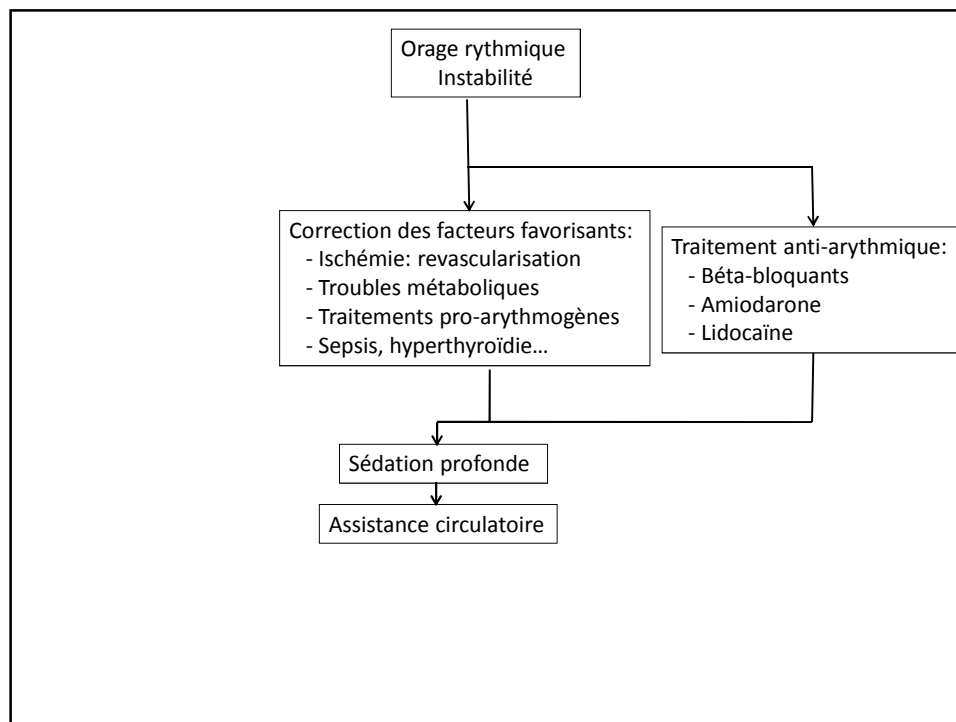 Orage rythmique
Instabilité
Correction des facteurs favorisants:
- Ischémie: revascularisation
- Troubles métaboliques
- Traitements pro-arythmogènes
- Sepsis, hyperthyroïdie...
Traitement anti-arythmique:
- Béta-bloquants
- Amiodarone
- Lidocaïne
Sédation profonde
Assistance circulatoire